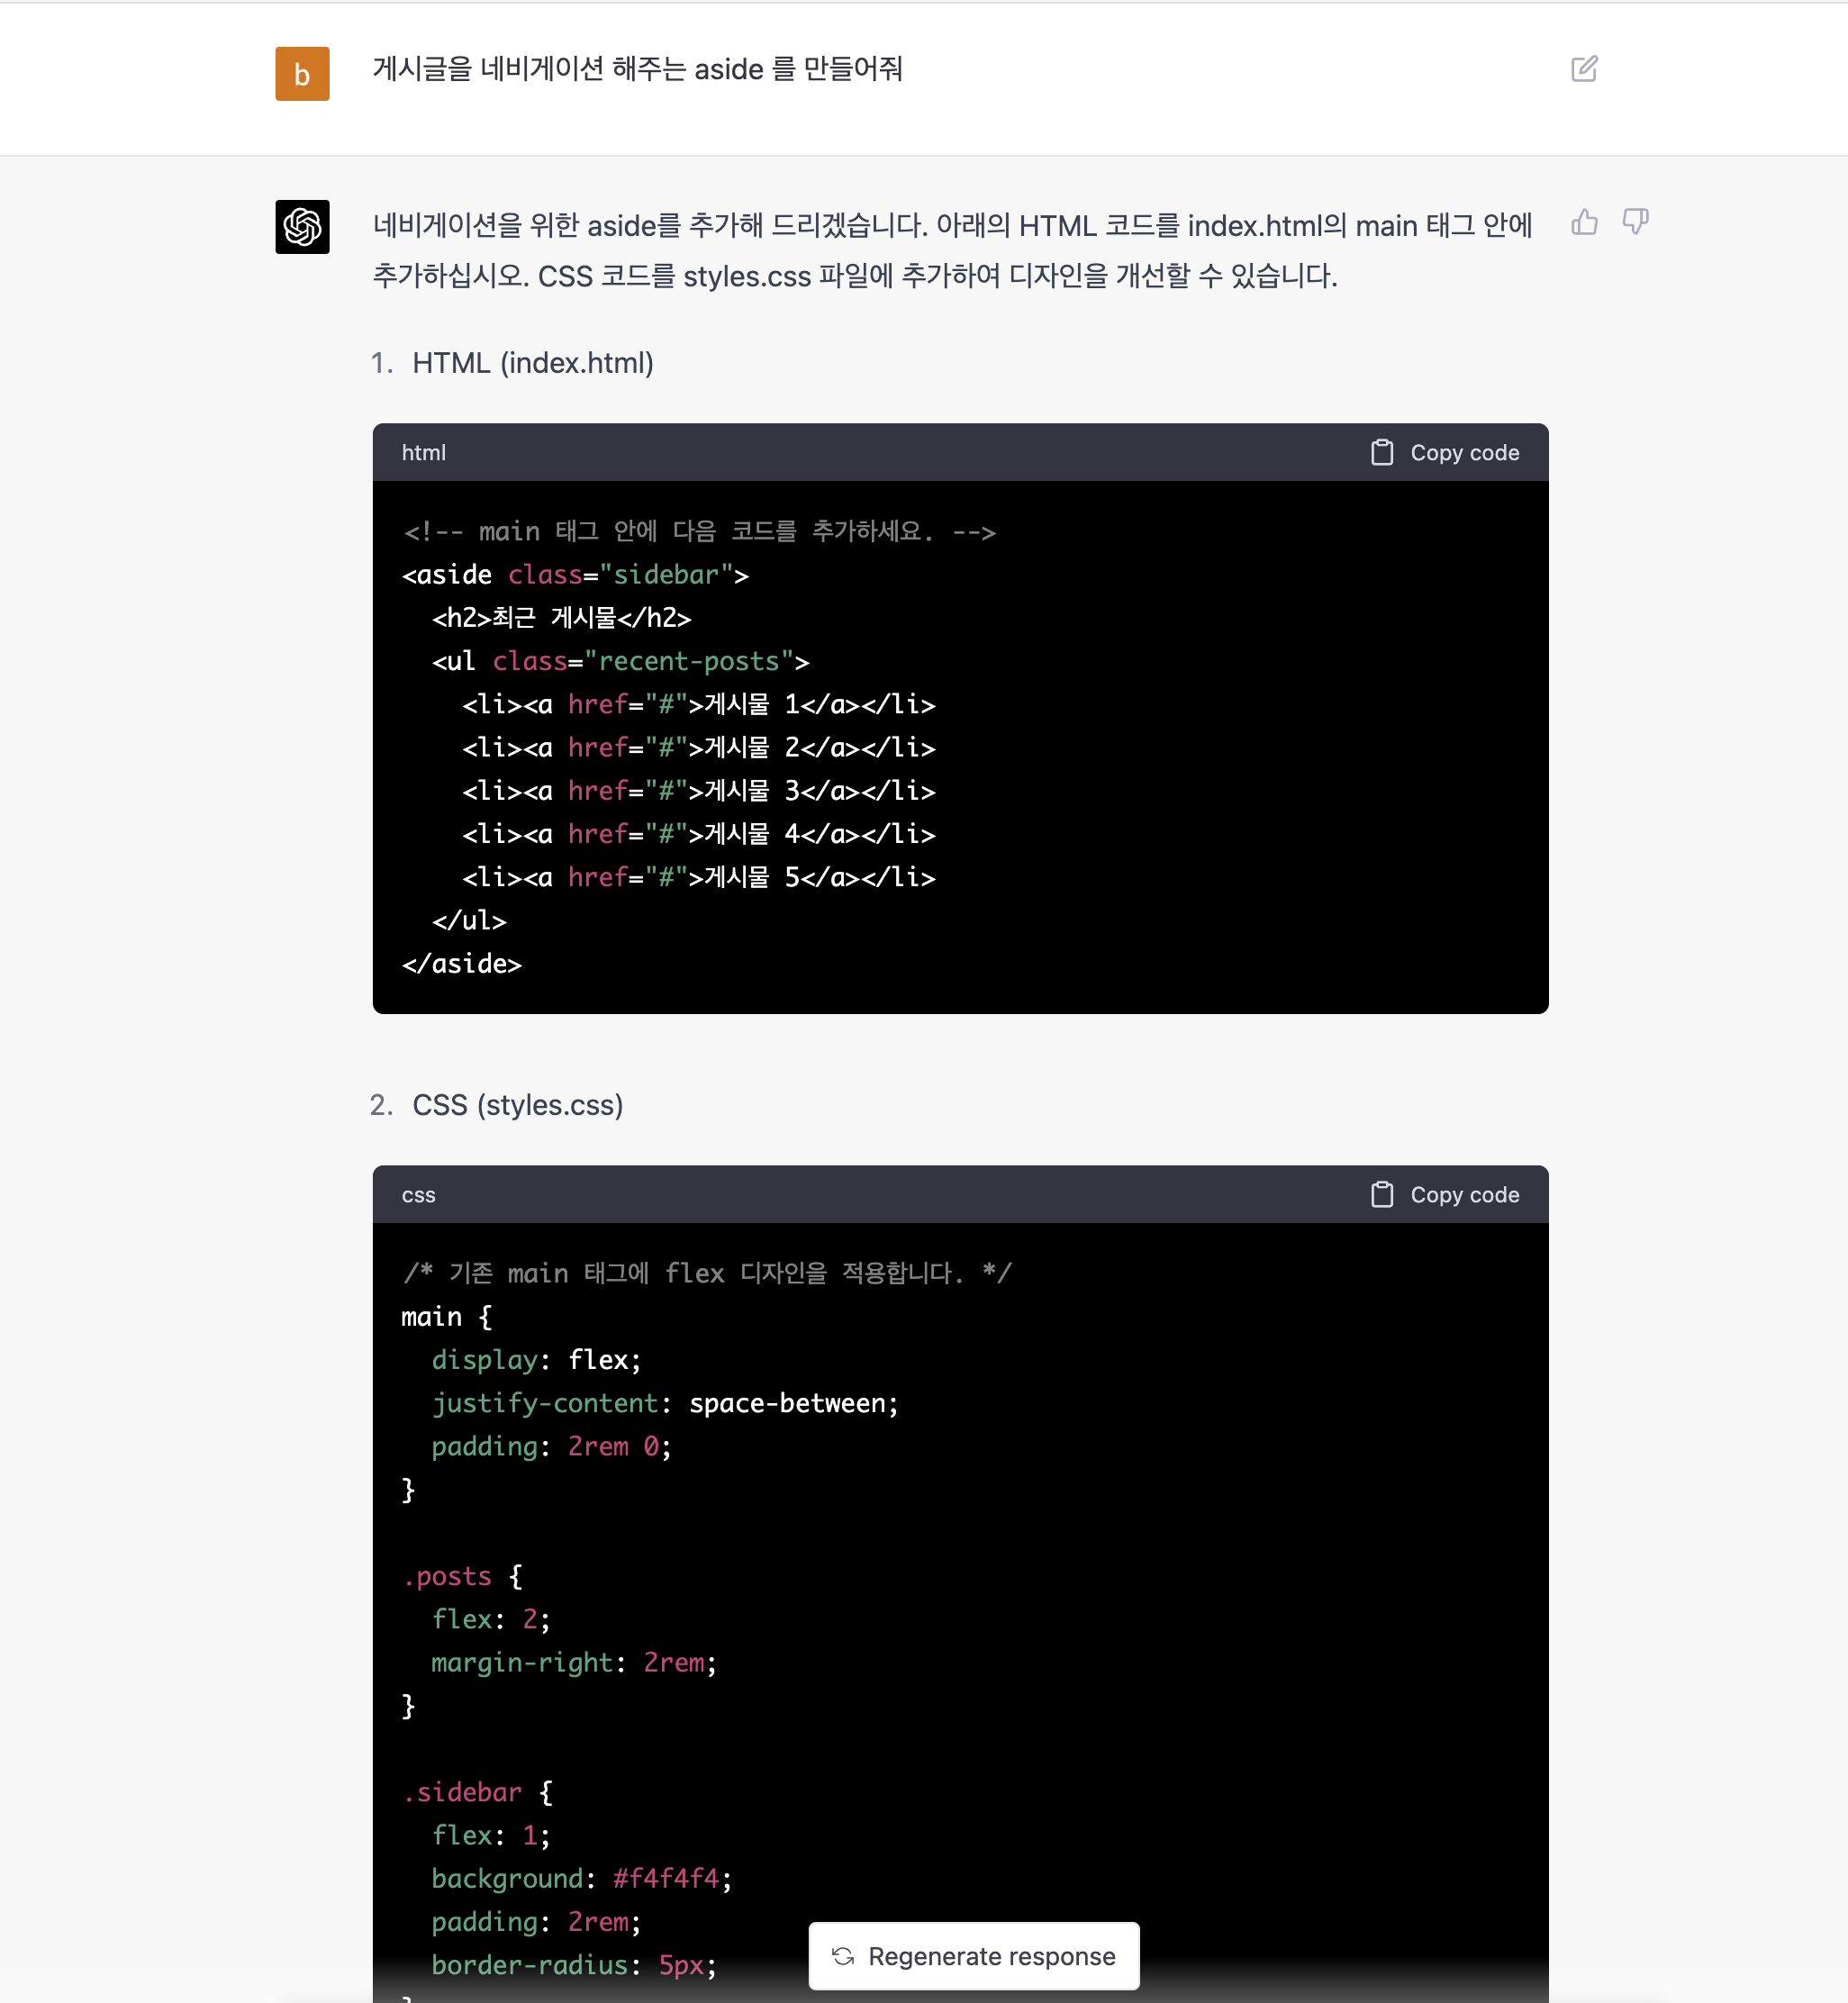 b
게시글을 네비게이션 해주는 aside 를 만들어줘
네비게이션을 위한 aside를 추가해 드리겠습니다. 아래의 HTML 코드를 index.html의 main 태그 안에
추가하십시오. CSS 코드를 styles.css 파일에 추가하여 디자인을 개선할 수 있습니다.
1. HTML (index.html)
html
Copy code
<!-- main 태그 안에 다음 코드를 추가하세요. -->
<aside class="sidebar">
  <h2>최근 게시물</h2>
  <ul class="recent-posts">
    <li><a href="#">게시물 1</a></li>
    <li><a href="#">게시물 2</a></li>
    <li><a href="#">게시물 3</a></li>
    <li><a href="#">게시물 4</a></li>
    <li><a href="#">게시물 5</a></li>
  </ul>
</aside>
2. CSS (styles.css)
css
Copy code
/* 기존 main 태그에 flex 디자인을 적용합니다. */
main {
  display: flex;
  justify-content: space-between;
  padding: 2rem 0;
}
.posts {
  flex: 2;
  margin-right: 2rem;
}
.sidebar {
  flex: 1;
  background: #f4f4f4;
  padding: 2rem;
  border-radius: 5px;
Regenerate response